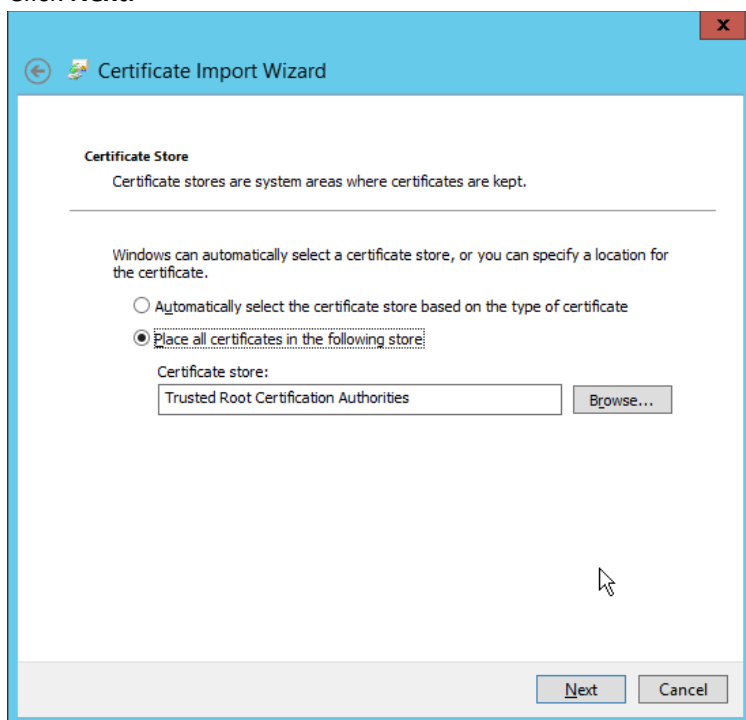 Click Next.
x
Certificate Import Wizard
Certificate Store
Certificate stores are system areas where certificates are kept.
Windows can automatically select a certificate store, or you can specify a location for
the certificate.
Automatically select the certificate store based on the type of certificate
Place all certificates in the following store
Certificate store:
Trusted Root Certification Authorities
Browse...
Next
Cancel